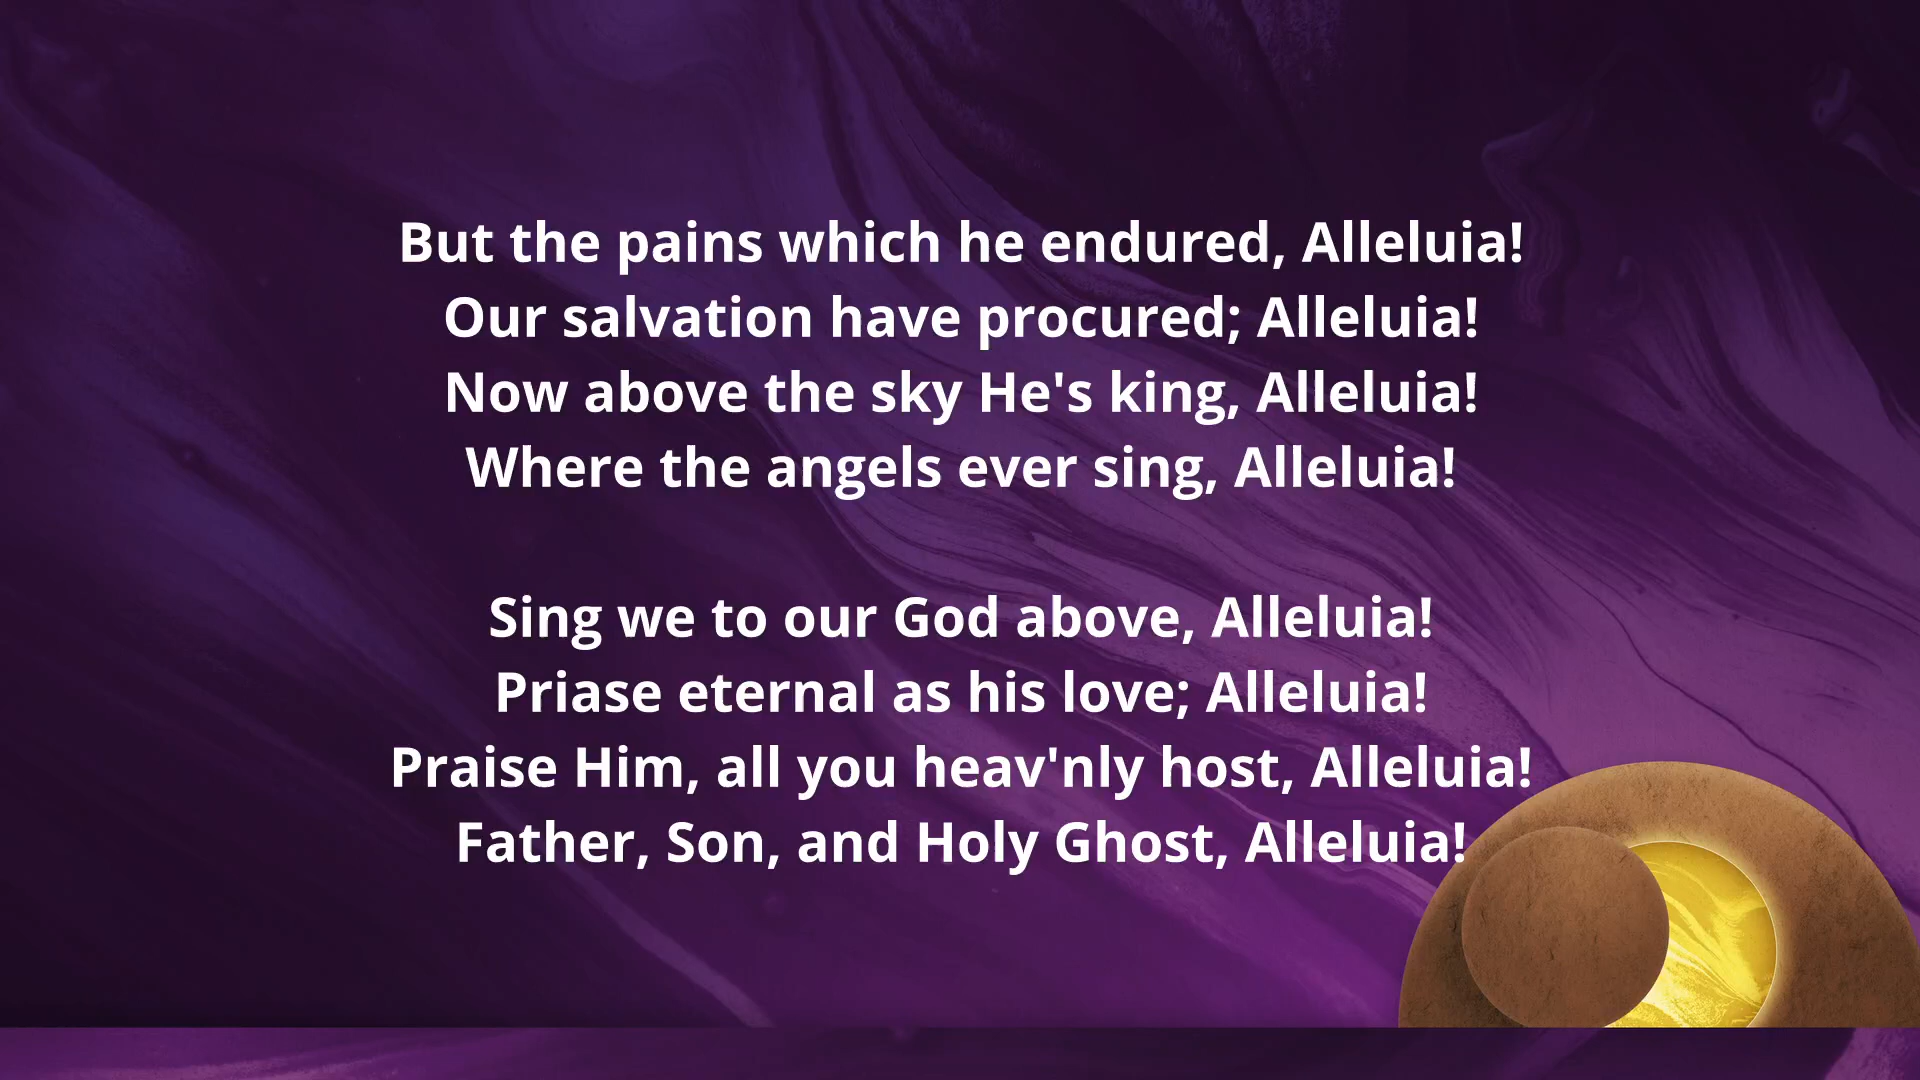 But the pains which he endured, Alleluia!
Our salvation have procured; Alleluia!
Now above the sky He's king, Alleluia!
Where the angels ever sing, Alleluia!
Sing we to our God above, Alleluia!
Priase eternal as his love; Alleluia!
Praise Him, all you heav'nly host, Alleluia!
Father, Son, and Holy Ghost, Alleluia!